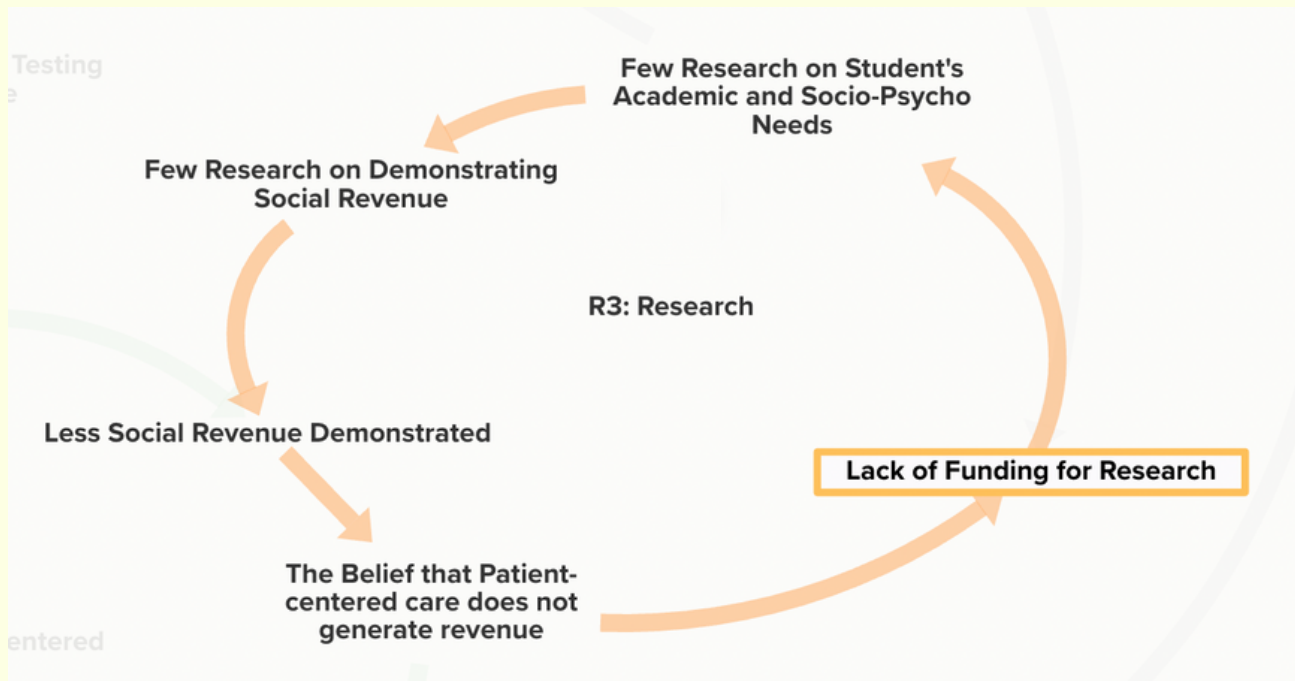 Testing
e
Few Research on Student's
Academic and Socio-Psycho
Needs
Few Research on Demonstrating
Social Revenue
R3: Research
Less Social Revenue Demonstrated
Lack of Funding for Research
The Belief that Patient-
centered care does not
generate revenue
entered